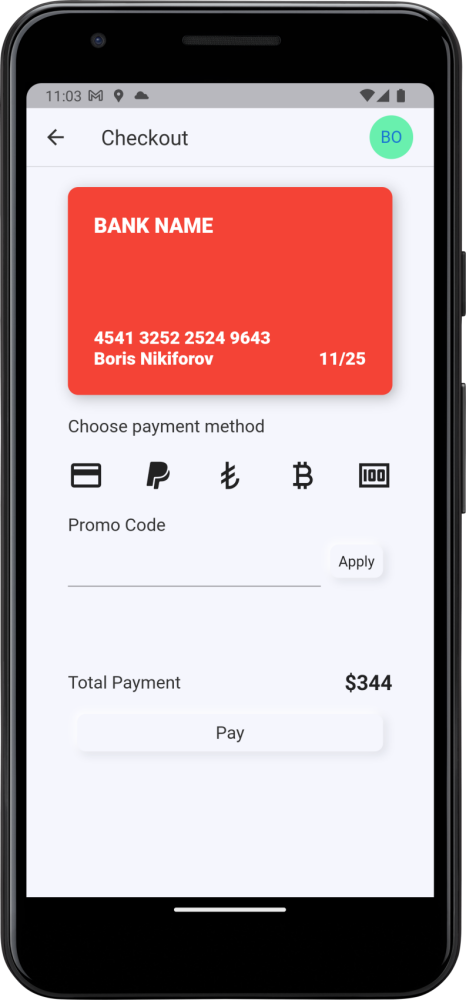 11:03
Checkout
BO
BANK NAME
4541 3252 2524 9643
Boris Nikiforov 11/25
Choose payment method
100
Promo Code
Apply
Total Payment $344
Pay